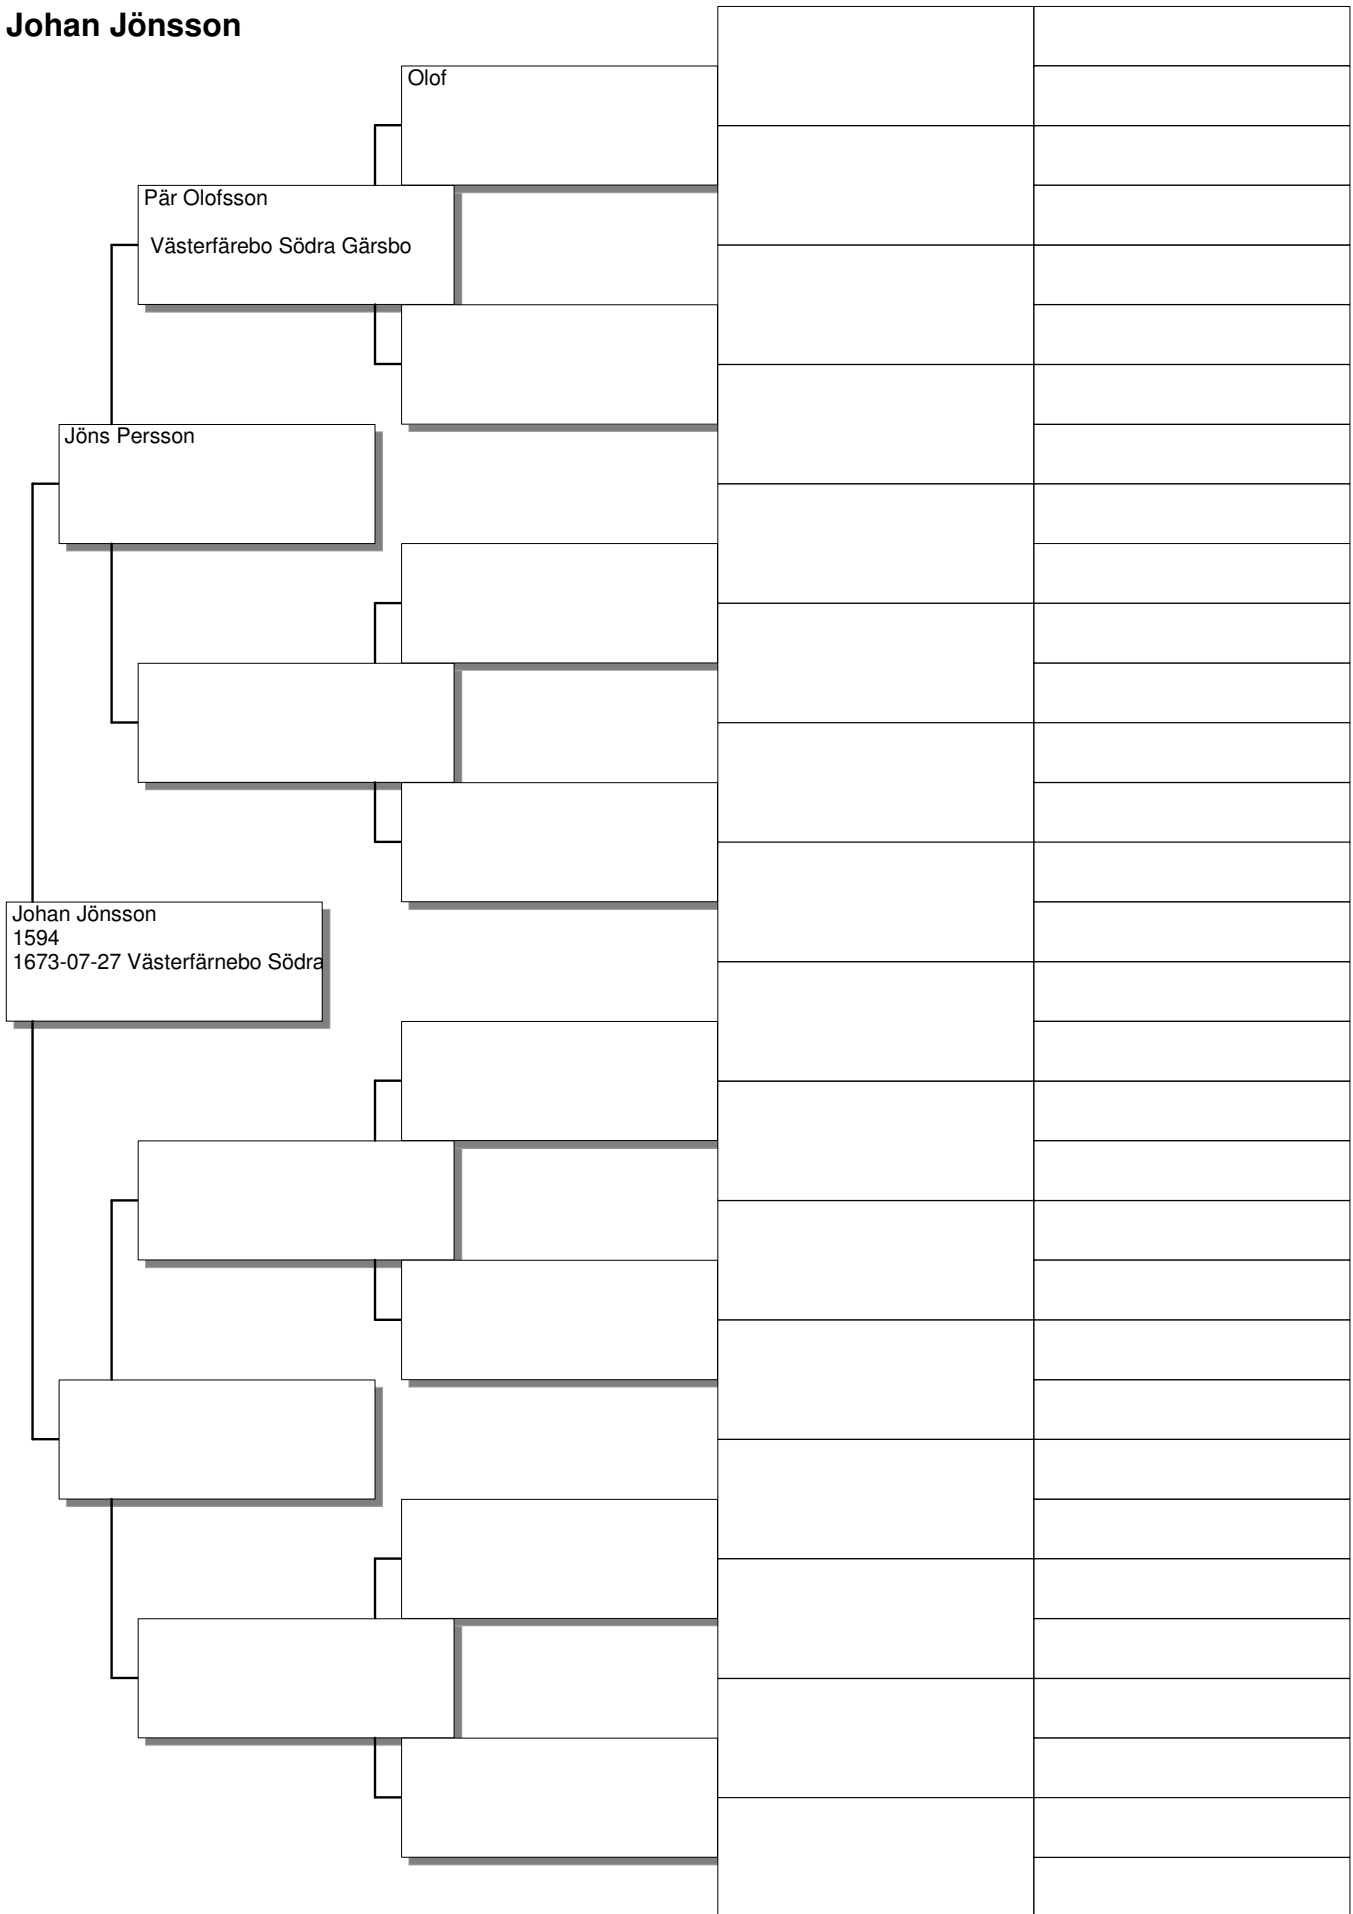 Johan Jönsson
Olof
Pär Olofsson
Västerfärebo Södra Gärsbo
Jöns Persson
Johan Jönsson
1594
1673-07-27 Västerfärnebo Södra